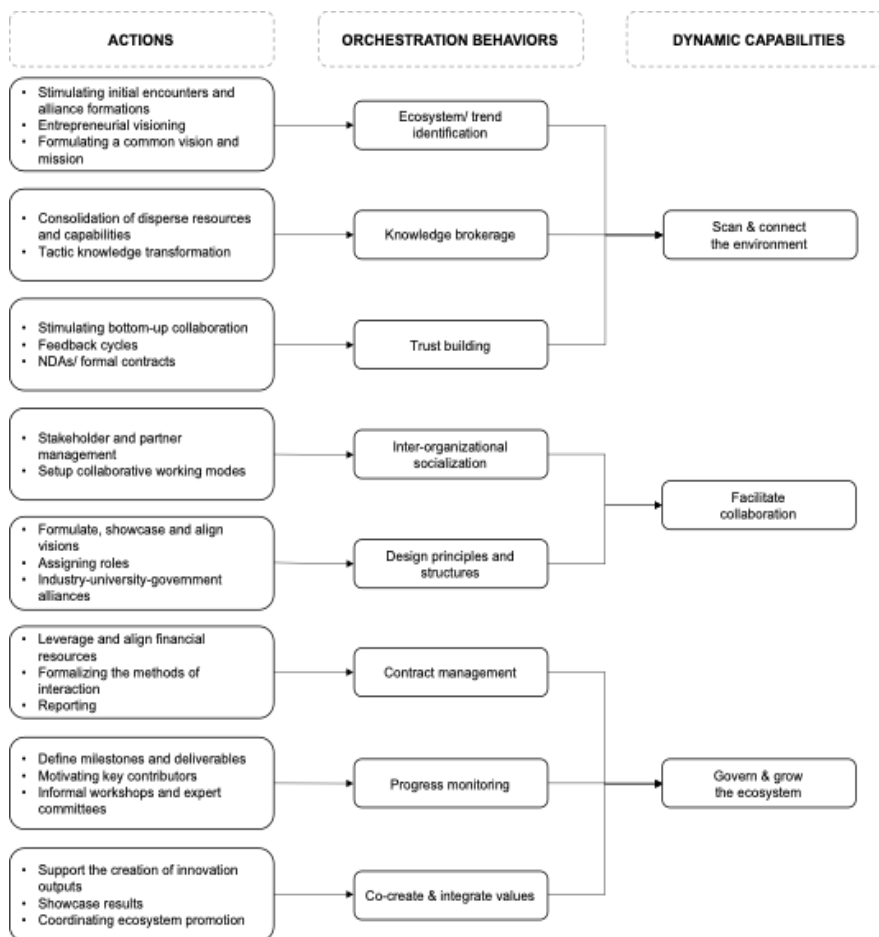 ACTIONS
ORCHESTRATION BEHAVIORS
DYNAMIC CAPABILITIES
• Stimulating initial encounters and
alliance formations
• Entrepreneurial visioning
• Formulating a common vision and
mission
Ecosystem/ trend
identification
• Consolidation of disperse resources
and capabilities
• Tactic knowledge transformation
Knowledge brokerage
Scan & connect
the environment
• Stimulating bottom-up collaboration
• Feedback cycles
• NDAs/ formal contracts
Trust building
• Stakeholder and partner
management
• Setup collaborative working modes
Inter-organizational
socialization
Facilitate
collaboration
• Formulate, showcase and align
visions
• Assigning roles
• Industry-university-government
alliances
Design principles and
structures
• Leverage and align financial
resources
• Formalizing the methods of
interaction
• Reporting
Contract management
• Define milestones and deliverables
• Motivating key contributors
• Informal workshops and expert
committees
Progress monitoring
Govern & grow
the ecosystem
• Support the creation of innovation
outputs
• Showcase results
• Coordinating ecosystem promotion
Co-create & integrate values